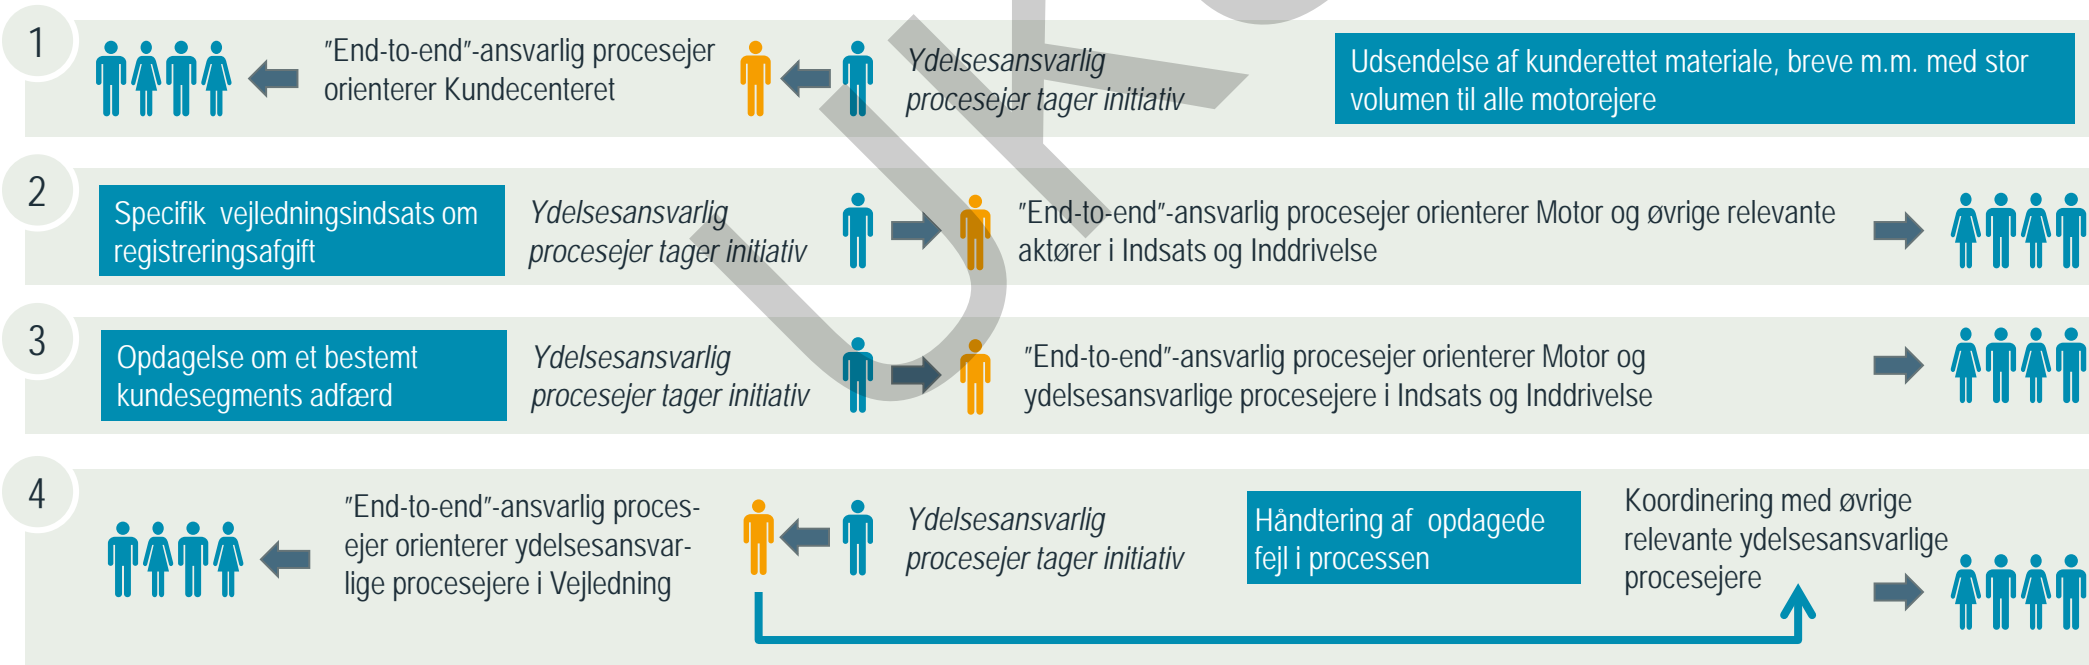 1
"End-to-end"-ansvarlig procesejer
orienterer Kundecenteret
Ydelsesansvarlig
procesejer tager initiativ
Udsendelse af kunderettet materiale, breve m.m. med stor
volumen til alle motorejere
2
Specifik vejledningsindsats om
registreringsafgift
Ydelsesansvarlig
procesejer tager initiativ
"End-to-end"-ansvarlig procesejer orienterer Motor og øvrige relevante
aktører i Indsats og Inddrivelse
3
Opdagelse om et bestemt
kundesegments adfærd
Ydelsesansvarlig
procesejer tager initiativ
"End-to-end"-ansvarlig procesejer orienterer Motor og
ydelsesansvarlige procesejere i Indsats og Inddrivelse
4
"End-to-end"-ansvarlig proces-
ejer orienterer ydelsesansvar-
lige procesejere i Vejledning
Ydelsesansvarlig
procesejer tager initiativ
Håndtering af opdagede
fejl i processen
Koordinering med øvrige
relevante ydelsesansvarlige
procesejere